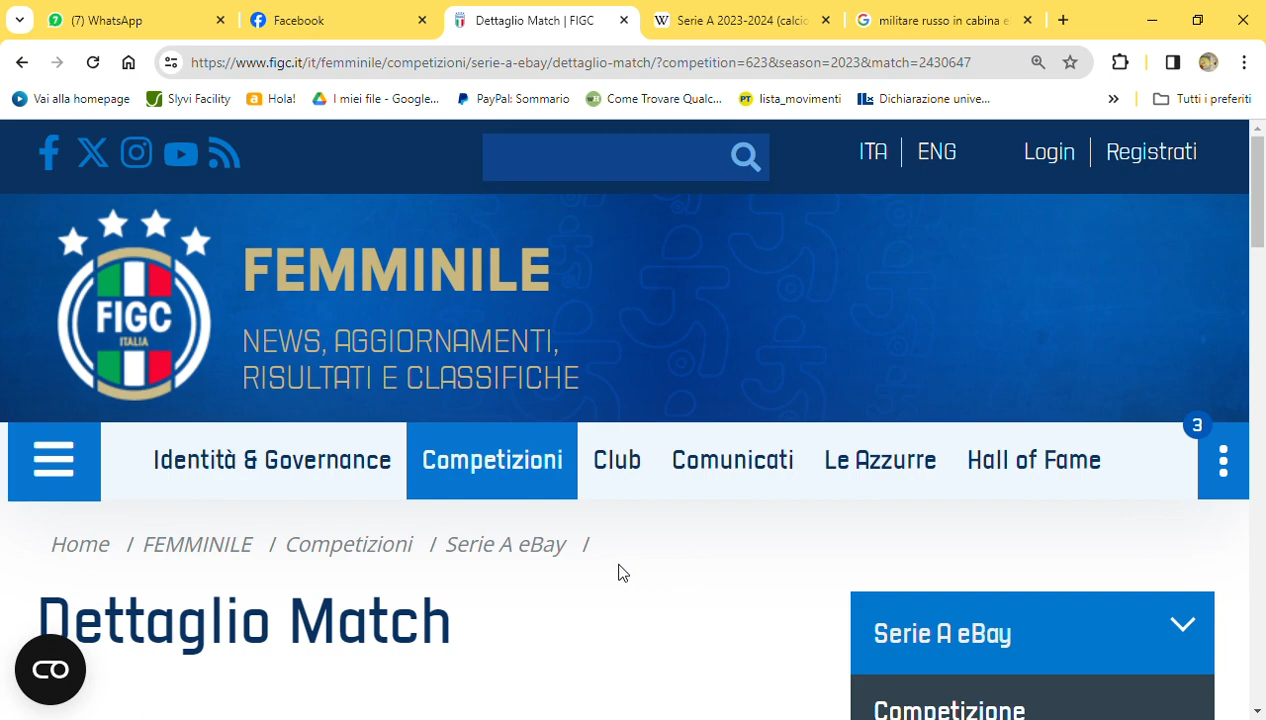 (7) WhatsApp
Facebook
Dettaglio Match | FIGC
Serie A 2023-2024 (calcio
militare russo in cabina e
https://www.figc.it/it/femminile/competizioni/serie-a-ebay/dettaglio-match/?competition=623&season=2023&match=2430647
Vai alla homepage
Slyvi Facility
Hola!
I miei file - Google...
PayPal: Sommario
Come Trovare Qualc...
lista_movimenti
Dichiarazione unive...
»
Tutti i preferiti
ITA
ENG
Login
Registrati
FEMMINILE
FIGC
ITALIA
NEWS, AGGIORNAMENTI,
RISULTATI E CLASSIFICHE
3
Identità & Governance
Competizioni
Club
Comunicati
Le Azzurre
Hall of Fame
Home / FEMMINILE / Competizioni / Serie A eBay /
Dettaglio Match
Serie A eBay
Competizione